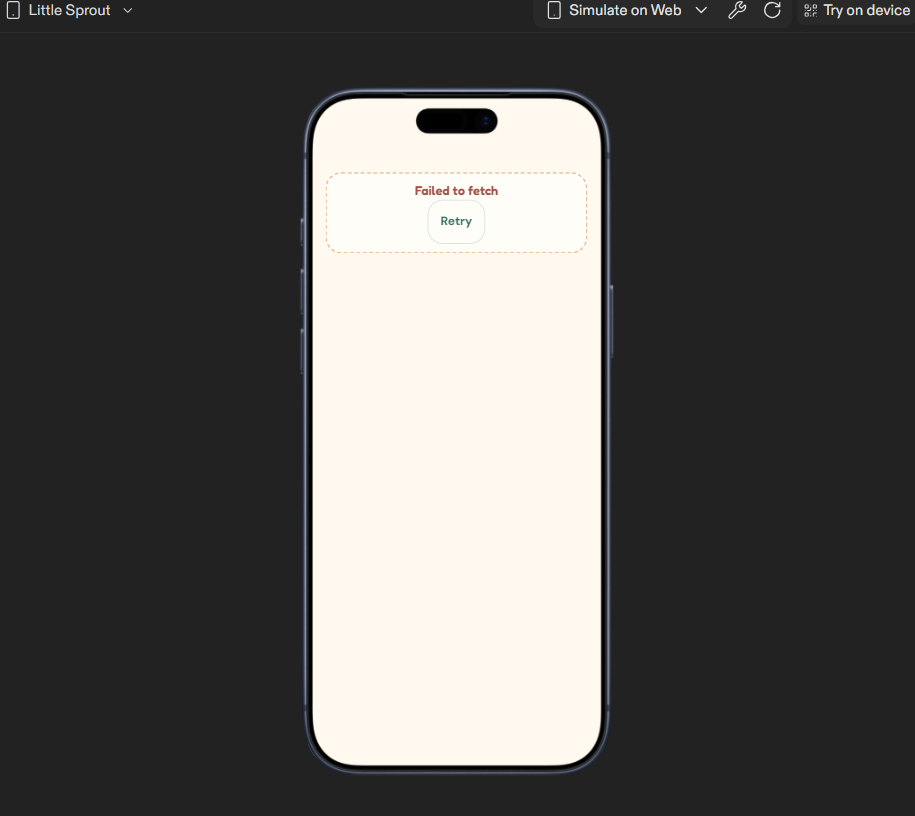 Little Sprout
Simulate on Web
Try on device
Failed to fetch
Retry